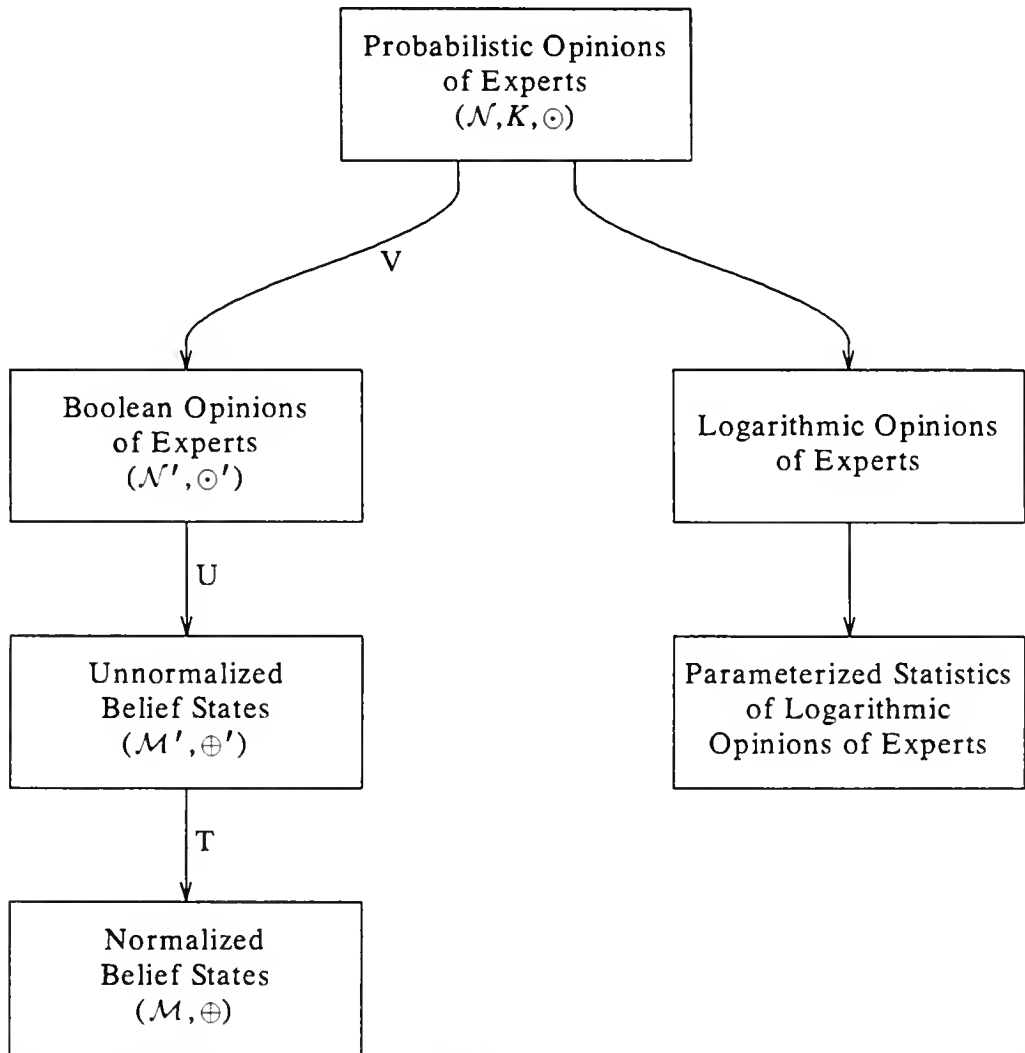 Probabilistic Opinions
of Experts
(𝒩,K,⊙)
V
Boolean Opinions
of Experts
(𝒩′,⊙′)
Logarithmic Opinions
of Experts
U
Unnormalized
Belief States
(ℳ′,⊕′)
Parameterized Statistics
of Logarithmic
Opinions of Experts
T
Normalized
Belief States
(ℳ,⊕)